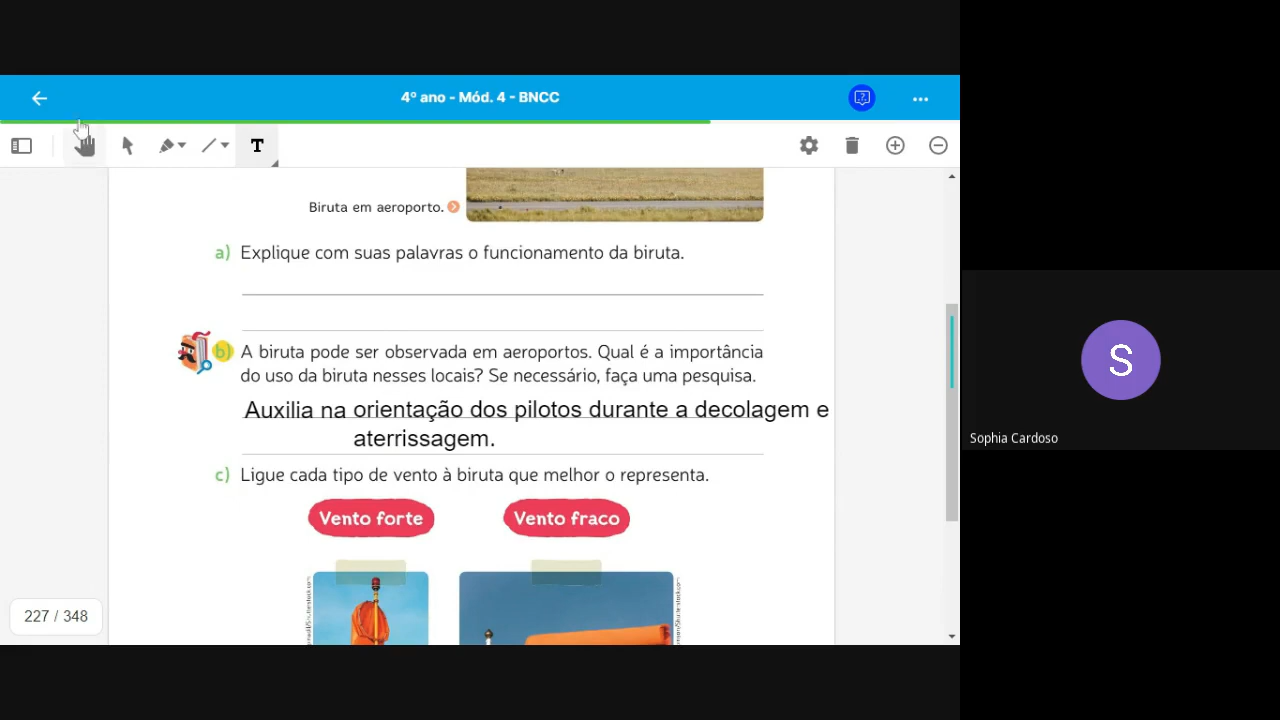 4º ano - Mód. 4 - BNCC
T
Biruta em aeroporto.
a) Explique com suas palavras o funcionamento da biruta.
b) A biruta pode ser observada em aeroportos. Qual é a importância
do uso da biruta nesses locais? Se necessário, faça uma pesquisa.
Auxilia na orientação dos pilotos durante a decolagem e
aterrissagem.
c) Ligue cada tipo de vento à biruta que melhor o representa.
Vento forte
Vento fraco
227 / 348
S
Sophia Cardoso